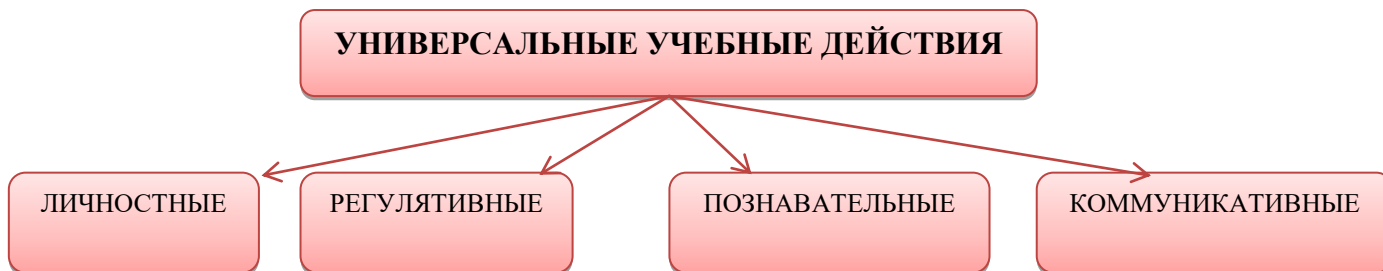 УНИВЕРСАЛЬНЫЕ УЧЕБНЫЕ ДЕЙСТВИЯ
ЛИЧНОСТНЫЕ
РЕГУЛЯТИВНЫЕ
ПОЗНАВАТЕЛЬНЫЕ
КОММУНИКАТИВНЫЕ